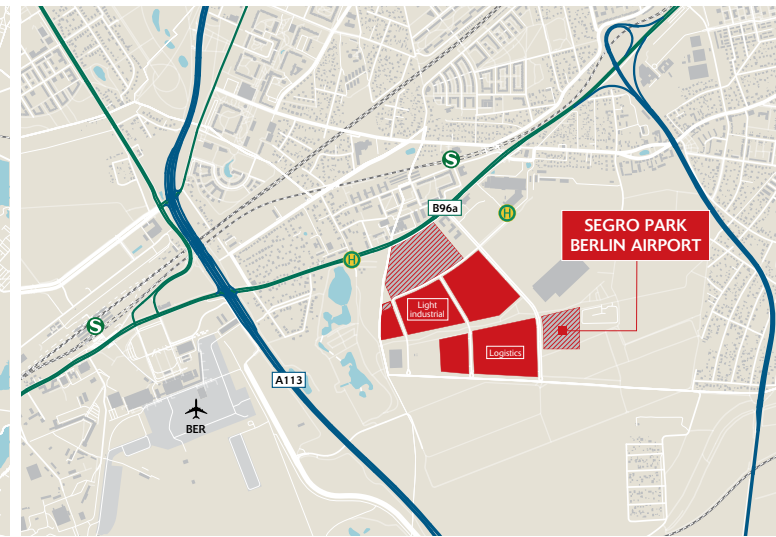 S
B96a
H
SEGRO PARK
BERLIN AIRPORT
H
Light
industrial
S
Logistics
A113
BER